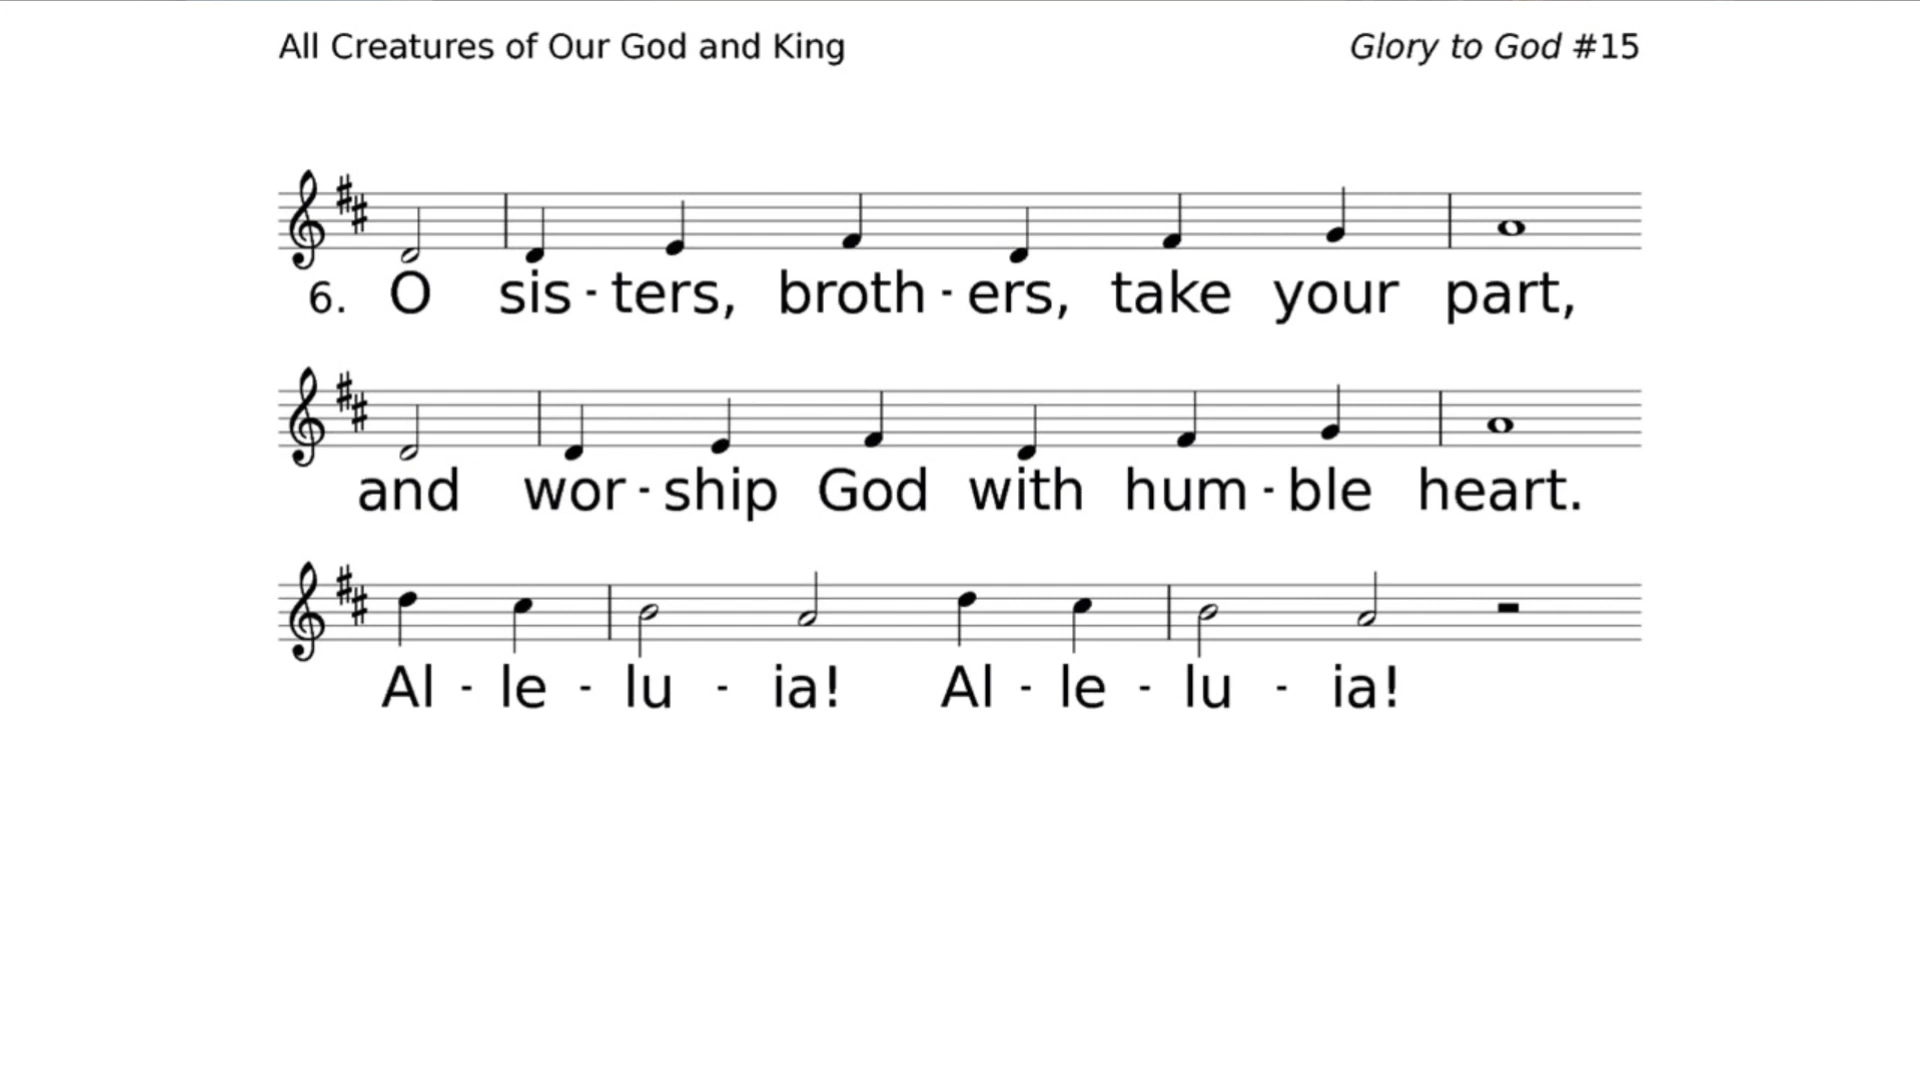 All Creatures of Our God and King
Glory to God #15
6. O sis - ters, broth - ers, take your part,
and wor - ship God with hum - ble heart.
Al - le - lu - ia! Al - le - lu - ia!